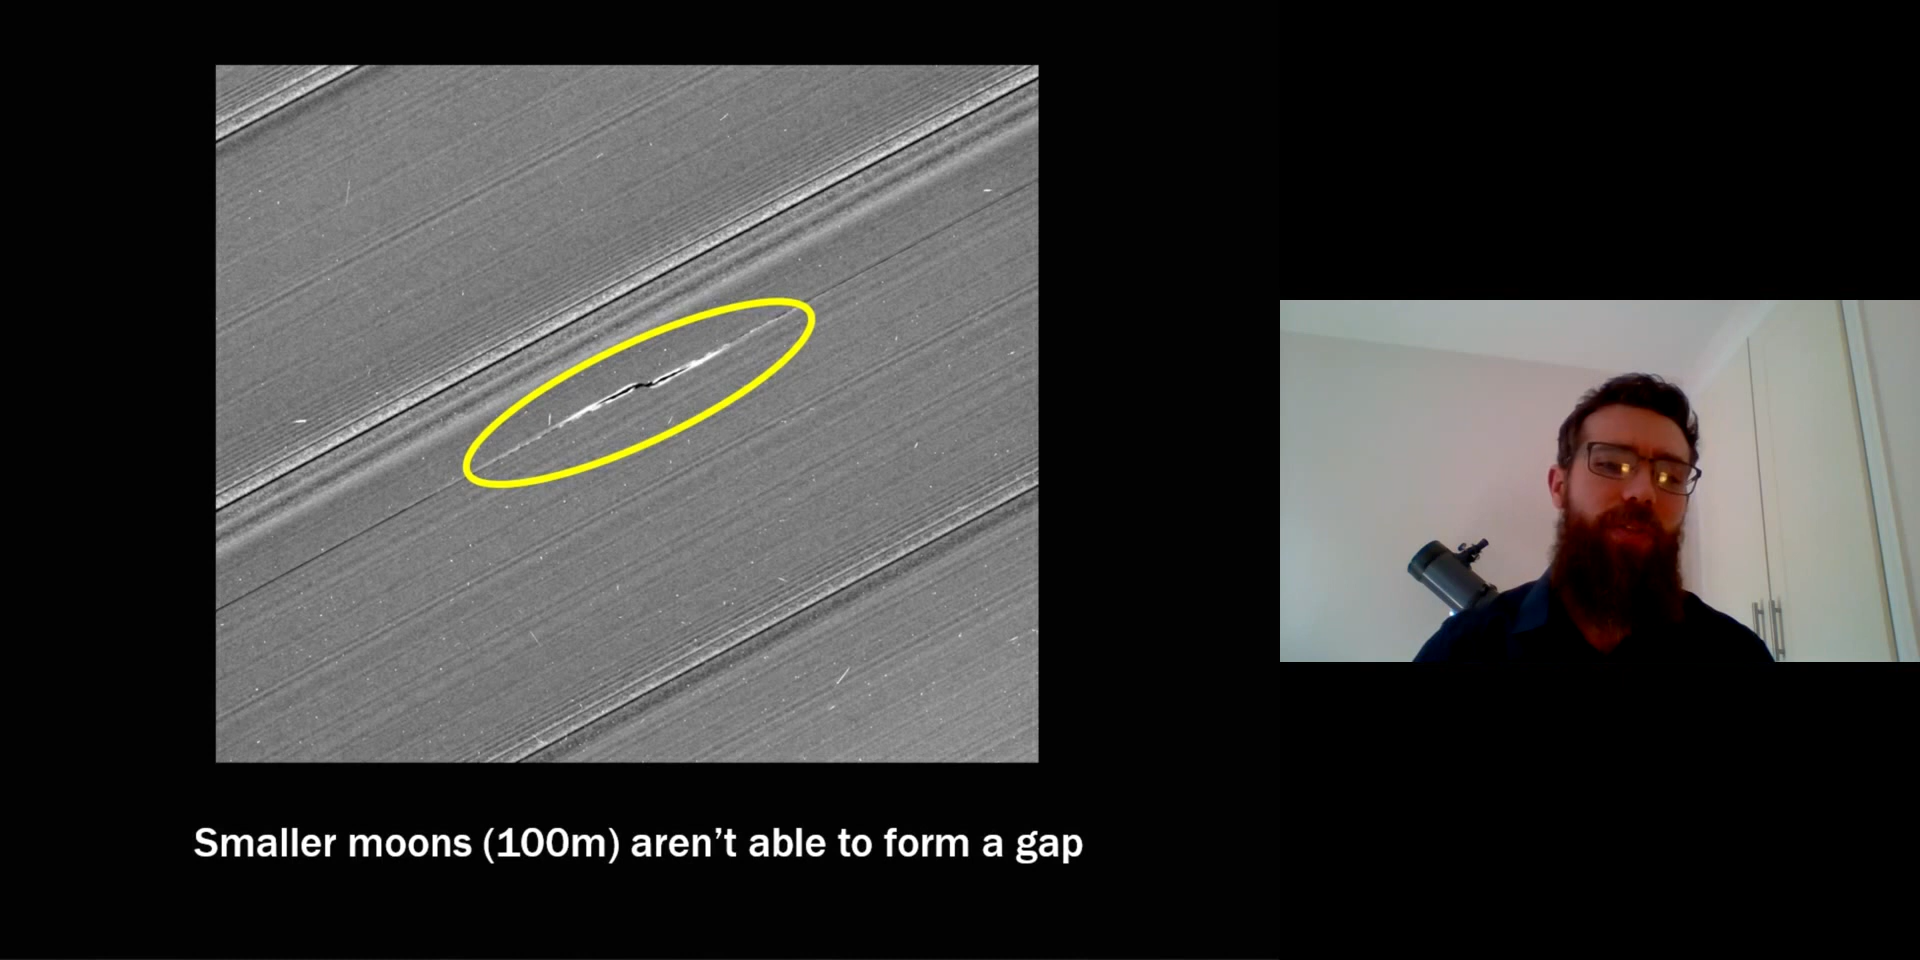 Smaller moons (100m) aren’t able to form a gap